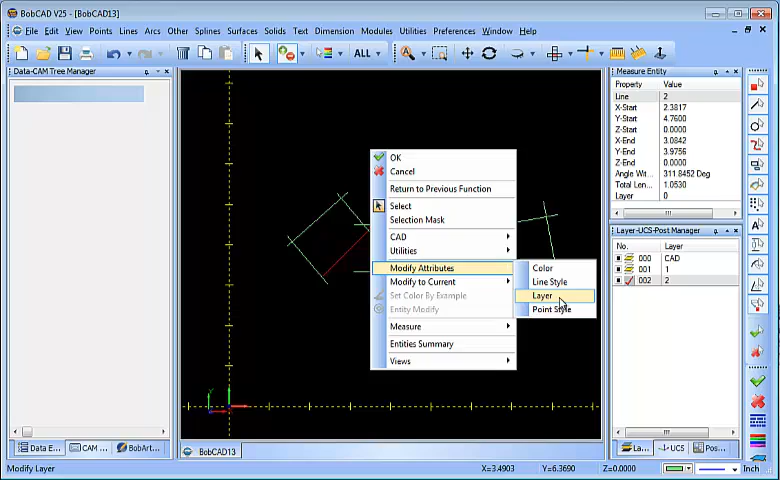 BobCAD V25 - [BobCAD13]
File Edit View Points Lines Arcs Other Splines Surfaces Solids Text Dimension Modules Utilities Preferences Window Help
ALL
Data-CAM Tree Manager
Measure Entity
Property Value
Line 2
X-Start 2.3817
Y-Start 4.7600
Z-Start 0.0000
X-End 3.0842
Y-End 3.9756
Z-End 0.0000
Angle Wit... 311.8452 Deg
Total Len... 1.0530
Layer 0
OK
Cancel
Return to Previous Function
Select
Selection Mask
CAD
Utilities
Modify Attributes
Modify to Current
Set Color By Example
Entity Modify
Measure
Entities Summary
Views
Color
Line Style
Layer
Point Style
Layer-UCS-Post Manager
No. Layer
000 CAD
001 1
002 2
Y
Data E... CAM ... BobArt...
BobCAD13
La... UCS Pos...
Modify Layer
X=3.4903 Y=6.3690 Z=0.0000 Inch